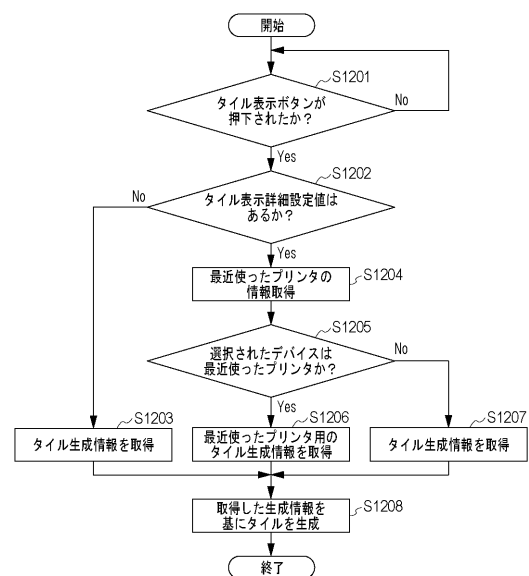 開始
S1201
タイル表示ボタンが
押下されたか？
No
Yes
S1202
タイル表示詳細設定値は
あるか？
No
Yes
最近使ったプリンタの
情報取得
S1204
S1205
選択されたデバイスは
最近使ったプリンタか？
No
Yes
S1203
タイル生成情報を取得
S1206
最近使ったプリンタ用の
タイル生成情報を取得
S1207
タイル生成情報を取得
取得した生成情報を
基にタイルを生成
S1208
終了